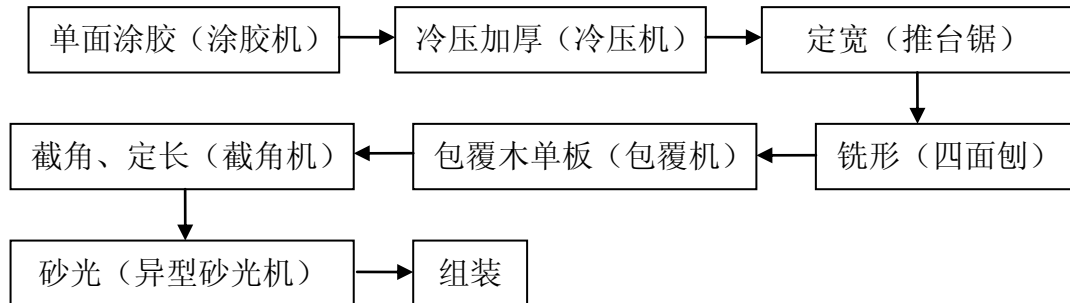 单面涂胶（涂胶机）
冷压加厚（冷压机）
定宽（推台锯）
铣形（四面刨）
包覆木单板（包覆机）
截角、定长（截角机）
砂光（异型砂光机）
组装